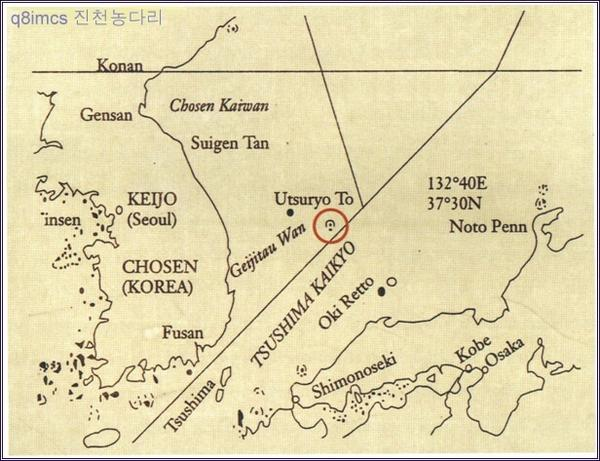 q8imcs 진천농다리
Konan
Chosen Kaiwan
Gensan
Suigen Tan
132°40E
37°30N
Utsuryo To
KEIJO
(Seoul)
insen
Noto Penn
Geijitau Wan
CHOSEN
(KOREA)
TSUSHIMA KAIKYO
Oki Retto
Fusan
Tsushima
Shimonoseki
Kobe
Osaka